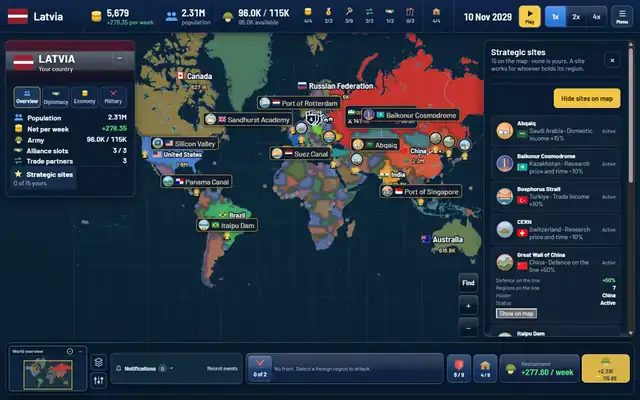 Latvia
5,679
+278.35 per week
2.31M
population
96.0K / 115K
96.0K available
4/4
2/3
3/9
2/3
4/4
10 Nov 2029
Play
1x
2x
4x
Menu
LATVIA
Your country
Overview
Diplomacy
Economy
Military
Population
2.31M
Net per week
+278.35
Army
96.0K / 115K
Alliance slots
3 / 3
Trade partners
3
Strategic sites
0 of 15 yours
Canada
Russian Federation
Port of Rotterdam
Sandhurst Academy
Baikonur Cosmodrome
Silicon Valley
United States
Suez Canal
Abqaiq
China
2.2M
India
Panama Canal
Port of Singapore
Brazil
Itaipu Dam
Australia
618.8K
Find
+
−
Strategic sites
15 on the map · none is yours. A site works for whoever holds its region.
Hide sites on map
Abqaiq
Saudi Arabia · Domestic income +15%
Active
Baikonur Cosmodrome
Kazakhstan · Research price and time −10%
Active
Bosphorus Strait
Türkiye · Trade income +10%
Active
CERN
Switzerland · Research price and time −10%
Active
Great Wall of China
China · Defence on the line +50%
Active
Defence on the line
+50%
Regions on the line
7
Holder
China
Status
Active
Show on map
Itaipu Dam
World overview
Notifications
0
Recent events
0 of 2
No front. Select a foreign region to attack.
4/9
Recruitment
+277.60 / week